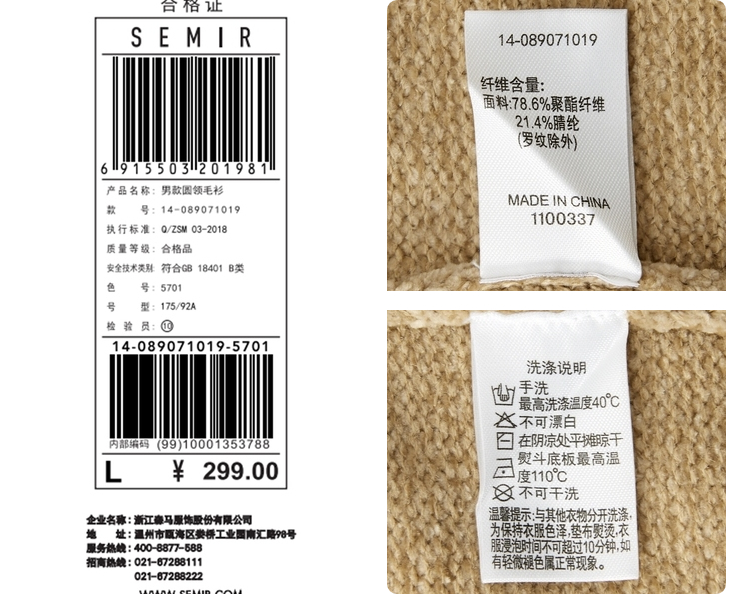 合格证
SEMIR
6 915503 201981
产品名称: 男款圆领毛衫
款 号: 14-089071019
执行标准: Q/ZSM 03-2018
质量等级: 合格品
安全技术类别: 符合GB 18401 B类
色 号: 5701
号 型: 175/92A
检 验 员: ⑩
14-089071019-5701
内部编码 (99)10001353788
L ¥ 299.00
企业名称: 浙江森马服饰股份有限公司
地 址: 温州市瓯海区娄桥工业园南汇路98号
服务热线: 400-8877-588
招商热线: 021-67288111
021-67288222
WWW.SEMIR.COM
14-089071019
纤维含量:
面料:78.6%聚酯纤维
21.4%腈纶
(罗纹除外)
MADE IN CHINA
1100337
洗涤说明
手洗
最高洗涤温度40°C
不可漂白
在阴凉处平摊晾干
熨斗底板最高温
度110°C
不可干洗
温馨提示:与其他衣物分开洗涤,
为保持衣服色泽,垫布熨烫,衣
服浸泡时间不可超过10分钟,如
有轻微褪色属正常现象。